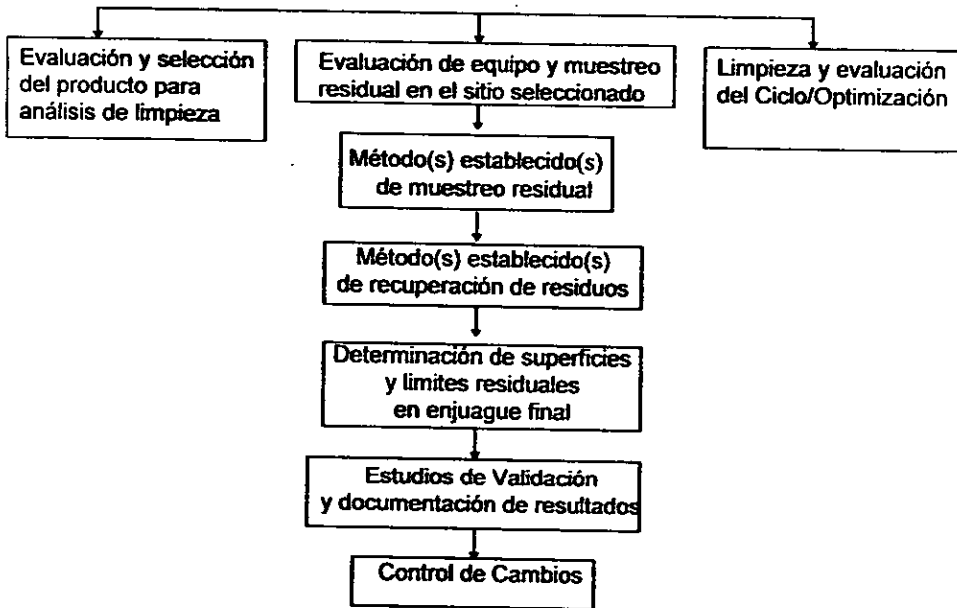 Evaluación y selección
del producto para
análisis de limpieza
Evaluación de equipo y muestreo
residual en el sitio seleccionado
Limpieza y evaluación
del Ciclo/Optimización
Método(s) establecido(s)
de muestreo residual
Método(s) establecido(s)
de recuperación de residuos
Determinación de superficies
y limites residuales
en enjuague final
Estudios de Validación
y documentación de resultados
Control de Cambios